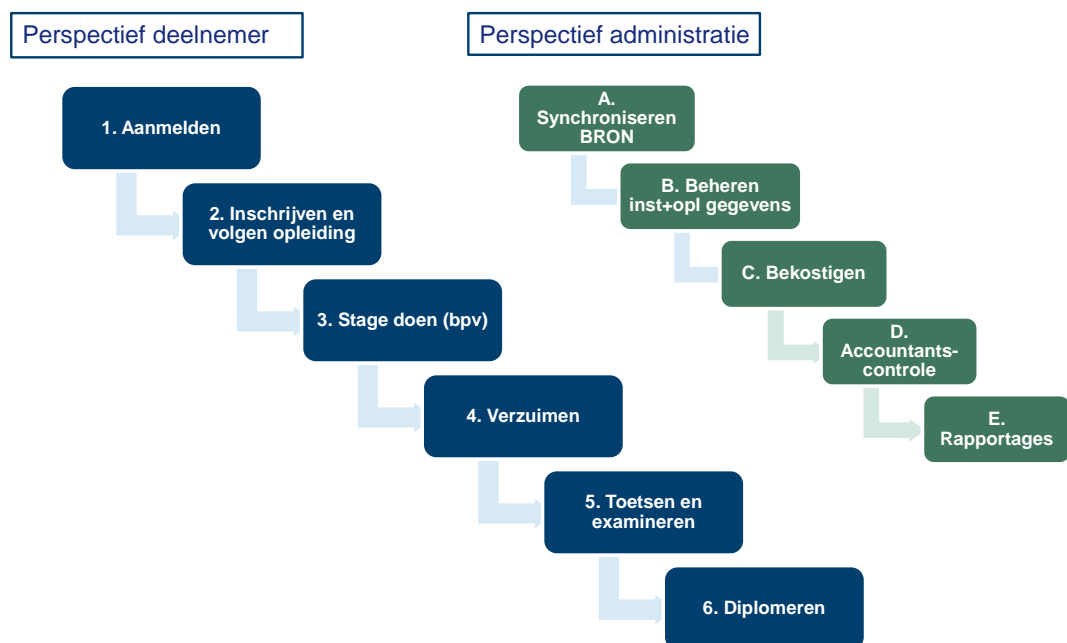 Perspectief deelnemer
Perspectief administratie
1. Aanmelden
2. Inschrijven en
volgen opleiding
3. Stage doen (bpv)
4. Verzuimen
5. Toetsen en
examineren
6. Diplomeren
A.
Synchroniseren
BRON
B. Beheren
inst+opl gegevens
C. Bekostigen
D.
Accountants-
controle
E.
Rapportages